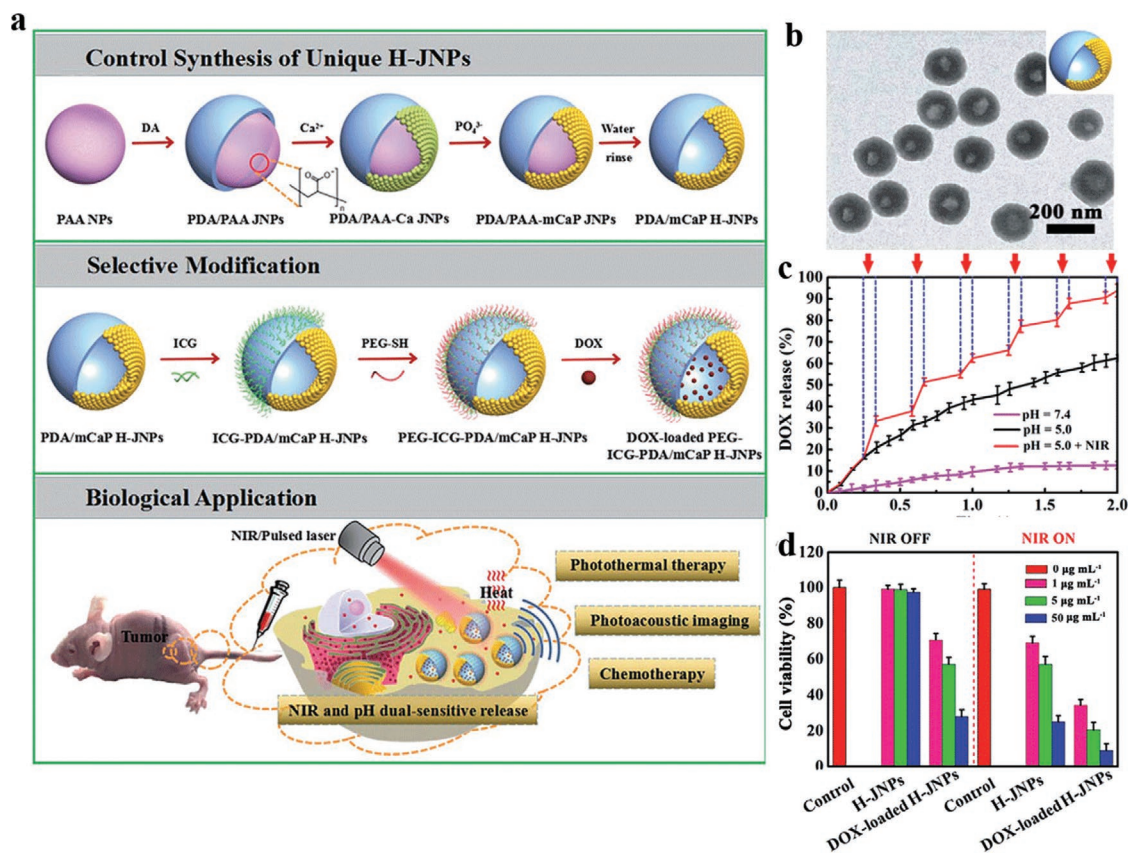 a
Control Synthesis of Unique H-JNPs
DA
Ca²⁺
PO₄³⁻
Water
rinse
O
O⁻
n
PAA NPs
PDA/PAA JNPs
PDA/PAA-Ca JNPs
PDA/PAA-mCaP JNPs
PDA/mCaP H-JNPs
Selective Modification
ICG
PEG-SH
DOX
PDA/mCaP H-JNPs
ICG-PDA/mCaP H-JNPs
PEG-ICG-PDA/mCaP H-JNPs
DOX-loaded PEG-
ICG-PDA/mCaP H-JNPs
Biological Application
NIR/Pulsed laser
Heat
Photothermal therapy
Photoacoustic imaging
Chemotherapy
Tumor
NIR and pH dual-sensitive release
b
200 nm
c
DOX release (%)
100
90
80
70
60
50
40
30
20
10
0
pH = 7.4
pH = 5.0
pH = 5.0 + NIR
0.0
0.5
1.0
1.5
2.0
d
Cell viability (%)
120
100
80
60
40
20
0
NIR OFF
NIR ON
0 µg mL⁻¹
1 µg mL⁻¹
5 µg mL⁻¹
50 µg mL⁻¹
Control
H-JNPs
DOX-loaded H-JNPs
Control
H-JNPs
DOX-loaded H-JNPs